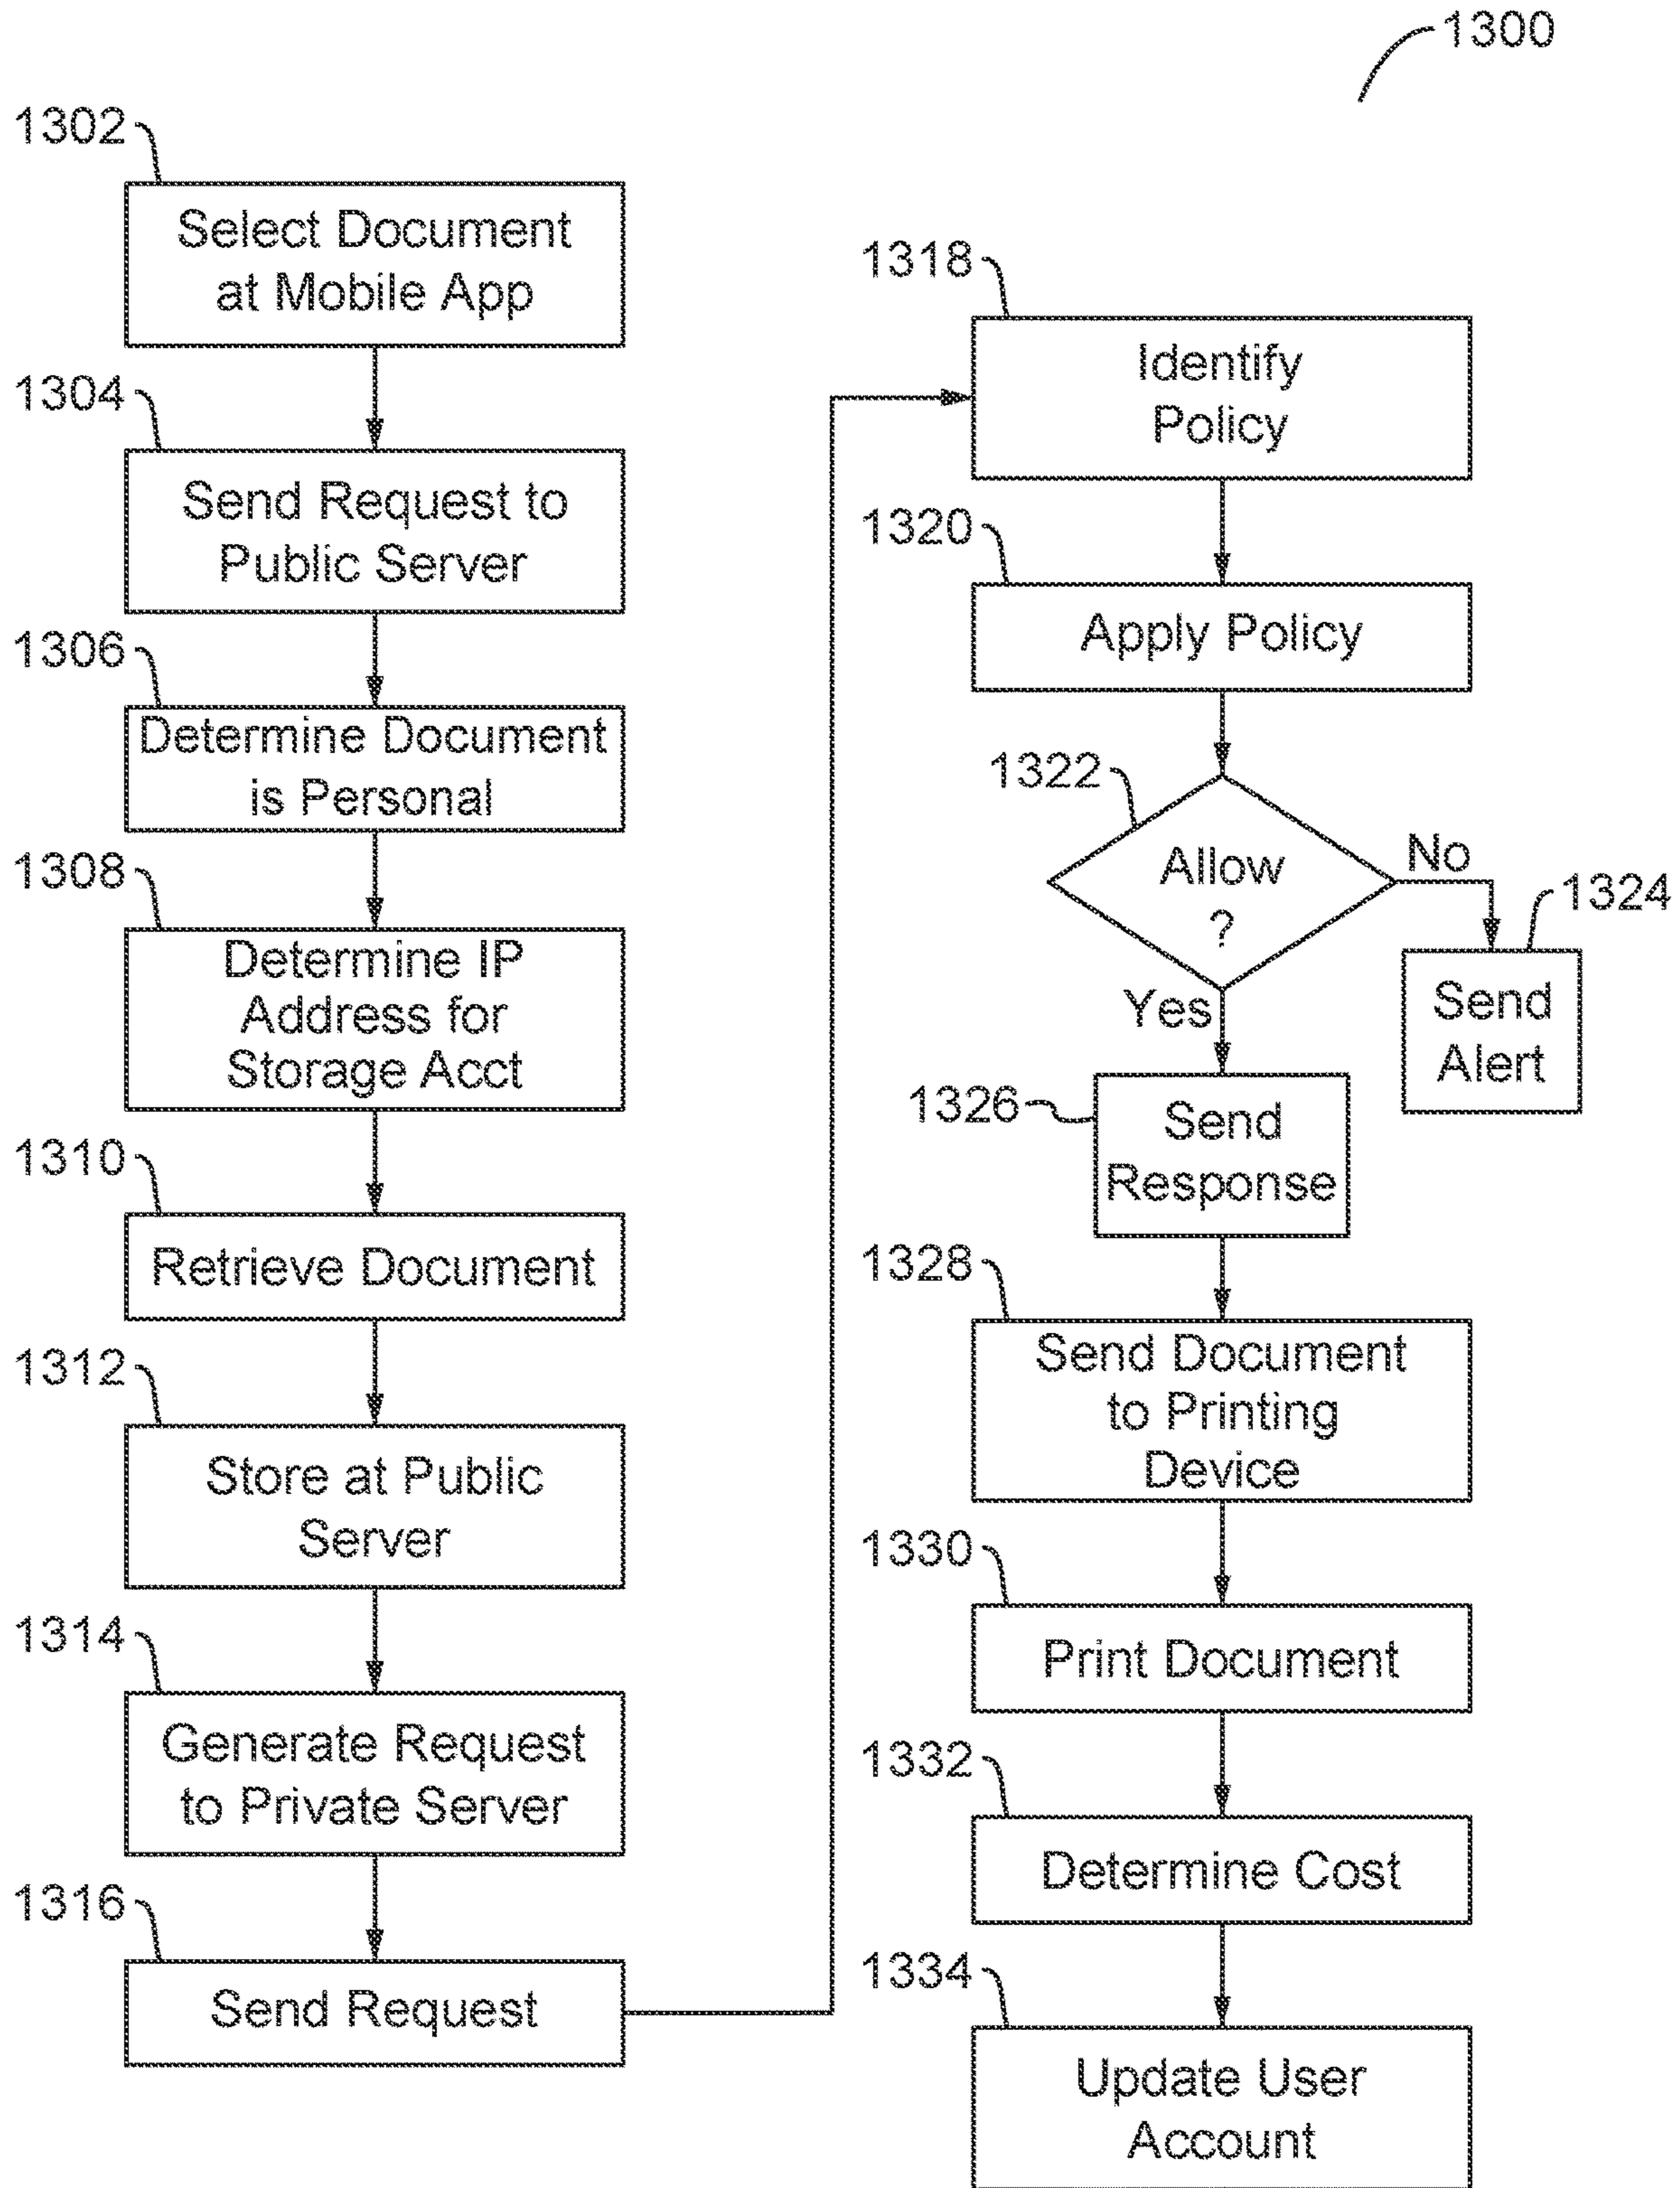 1300
1302
Select Document
at Mobile App
1304
Send Request to
Public Server
1306
Determine Document
is Personal
1308
Determine IP
Address for
Storage Acct
1310
Retrieve Document
1312
Store at Public
Server
1314
Generate Request
to Private Server
1316
Send Request
1318
Identify
Policy
1320
Apply Policy
1322
Allow
?
No
1324
Send
Alert
Yes
1326
Send
Response
1328
Send Document
to Printing
Device
1330
Print Document
1332
Determine Cost
1334
Update User
Account